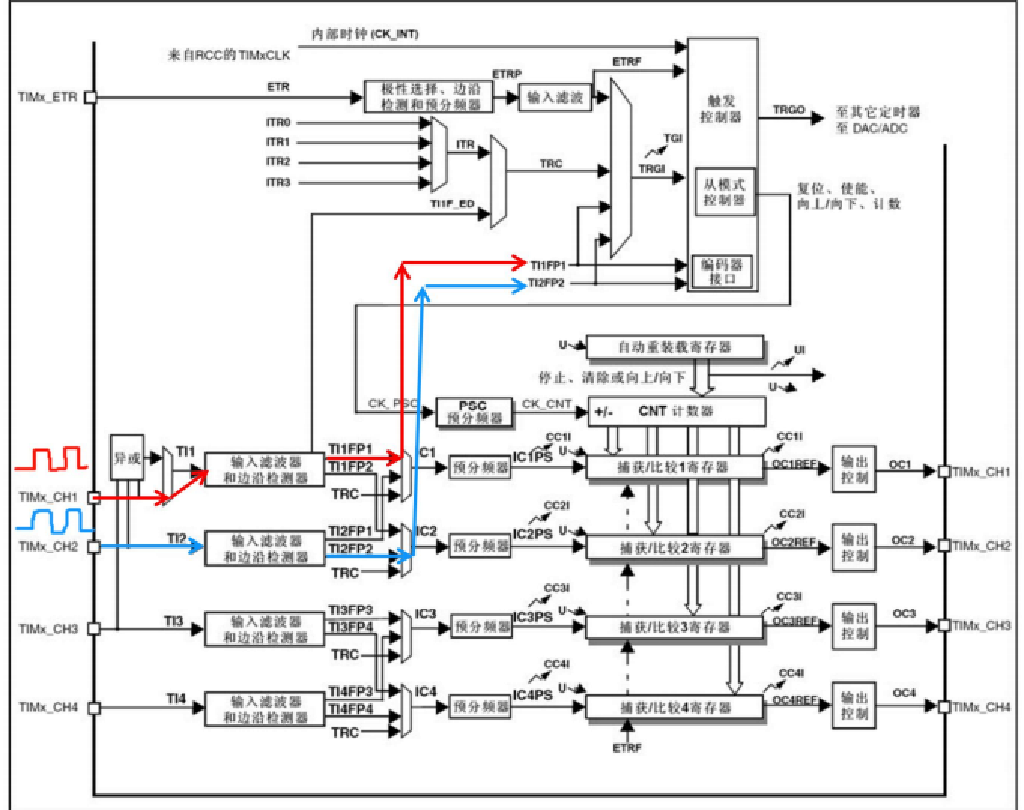 内部时钟 (CK_INT)
来自RCC的 TIMxCLK
ETRF
ETRP
TIMx_ETR
ETR
极性选择、边沿
检测和预分频器
输入滤波
触发
控制器
TRGO
至其它定时器
至 DAC/ADC
ITR0
ITR1
ITR2
ITR3
ITR
TRC
TGI
TRGI
从模式
控制器
复位、使能、
向上/向下、计数
TI1F_ED
TI1FP1
TI2FP2
编码器
接口
U
自动重装载寄存器
UI
停止、清除或向上/向下
U
CK_PSC
PSC
预分频器
CK_CNT
+/-
CNT 计数器
异或
TI1
输入滤波器
和边沿检测器
TI1FP1
TI1FP2
TRC
IC1
预分频器
IC1PS
CC1I
U
捕获/比较1寄存器
CC1I
OC1REF
输出
控制
OC1
TIMx_CH1
TIMx_CH1
TIMx_CH2
TI2
输入滤波器
和边沿检测器
TI2FP1
TI2FP2
TRC
IC2
预分频器
IC2PS
CC2I
U
捕获/比较2寄存器
CC2I
OC2REF
输出
控制
OC2
TIMx_CH2
TIMx_CH3
TI3
输入滤波器
和边沿检测器
TI3FP3
TI3FP4
TRC
IC3
预分频器
IC3PS
CC3I
U
捕获/比较3寄存器
CC3I
OC3REF
输出
控制
OC3
TIMx_CH3
TIMx_CH4
TI4
输入滤波器
和边沿检测器
TI4FP3
TI4FP4
TRC
IC4
预分频器
IC4PS
CC4I
U
捕获/比较4寄存器
CC4I
OC4REF
输出
控制
OC4
TIMx_CH4
ETRF